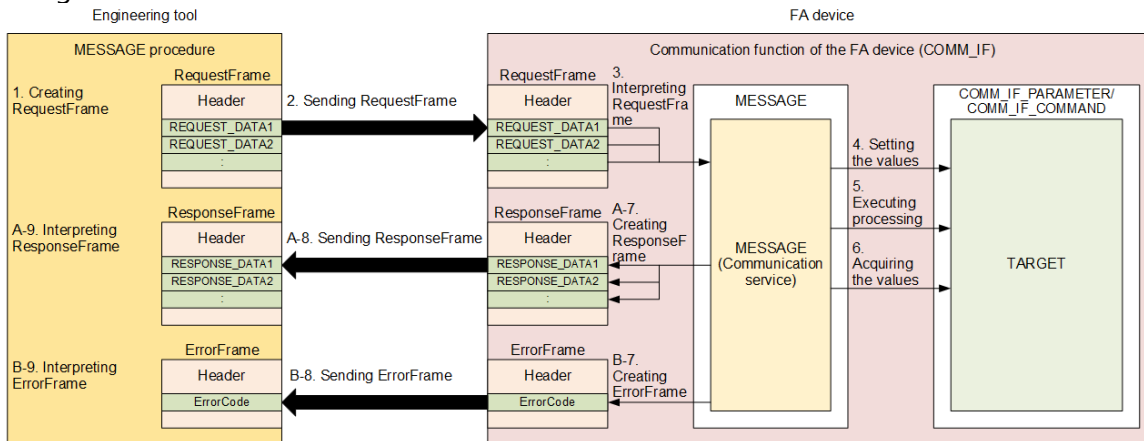 Engineering tool
FA device
MESSAGE procedure
Communication function of the FA device (COMM_IF)
1. Creating
RequestFrame
RequestFrame
Header
REQUEST_DATA1
REQUEST_DATA2
:
2. Sending RequestFrame
RequestFrame
Header
REQUEST_DATA1
REQUEST_DATA2
:
3.
Interpreting
RequestFra
me
MESSAGE
COMM_IF_PARAMETER/
COMM_IF_COMMAND
4. Setting
the values
5.
Executing
processing
6.
Acquiring
the values
MESSAGE
(Communication
service)
TARGET
A-9. Interpreting
ResponseFrame
ResponseFrame
Header
RESPONSE_DATA1
RESPONSE_DATA2
:
A-8. Sending ResponseFrame
ResponseFrame
Header
RESPONSE_DATA1
RESPONSE_DATA2
:
A-7.
Creating
ResponseF
rame
B-9. Interpreting
ErrorFrame
ErrorFrame
Header
ErrorCode
B-8. Sending ErrorFrame
ErrorFrame
Header
ErrorCode
B-7.
Creating
ErrorFrame